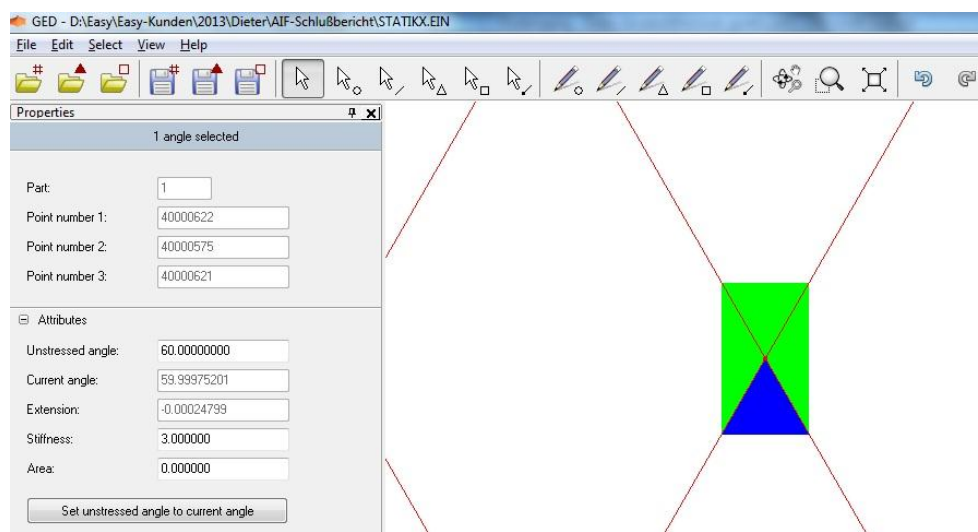 GED - D:\Easy\Easy-Kunden\2013\Dieter\AIF-Schlußbericht\STATIKX.EIN
File Edit Select View Help
Properties
1 angle selected
Part: 1
Point number 1: 40000622
Point number 2: 40000575
Point number 3: 40000621
Attributes
Unstressed angle: 60.00000000
Current angle: 59.99975201
Extension: -0.00024799
Stiffness: 3.000000
Area: 0.000000
Set unstressed angle to current angle